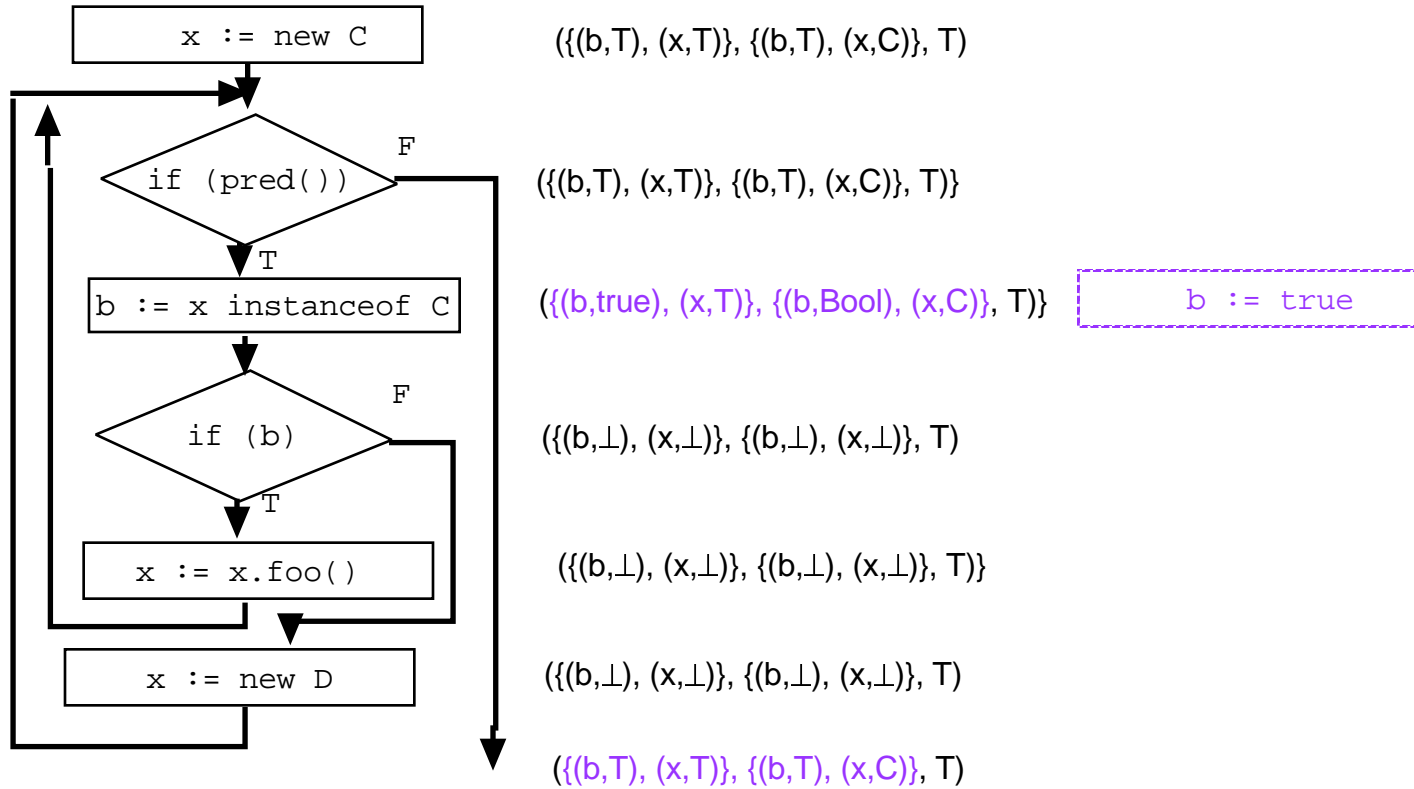 x := new C
({(b,T), (x,T)}, {(b,T), (x,C)}, T)
F
if (pred())
({(b,T), (x,T)}, {(b,T), (x,C)}, T)}
T
b := x instanceof C
({(b,true), (x,T)}, {(b,Bool), (x,C)}, T)}
b := true
F
if (b)
({(b,⊥), (x,⊥)}, {(b,⊥), (x,⊥)}, T)
T
x := x.foo()
({(b,⊥), (x,⊥)}, {(b,⊥), (x,⊥)}, T)}
x := new D
({(b,⊥), (x,⊥)}, {(b,⊥), (x,⊥)}, T)
({(b,T), (x,T)}, {(b,T), (x,C)}, T)